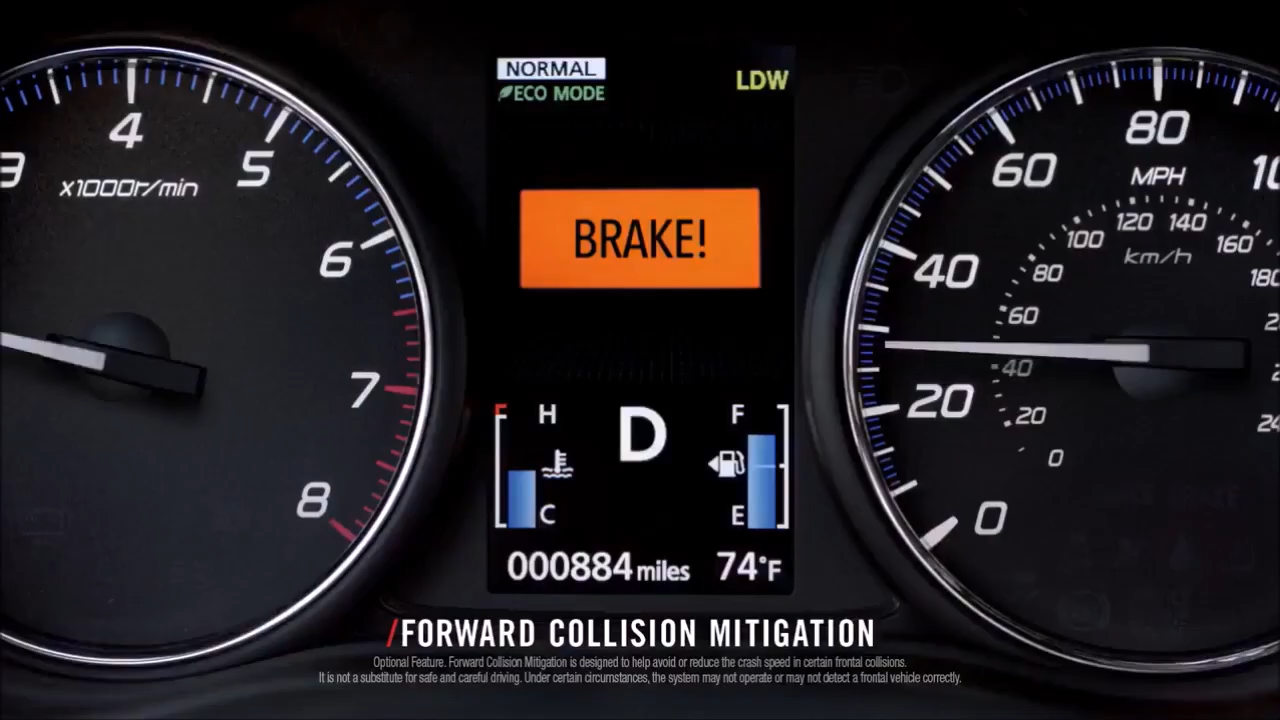 NORMAL
ECO MODE
LDW
3
4
5
6
7
8
x1000r/min
BRAKE!
H
C
D
F
E
000884 miles
74°F
0
20
40
60
80
MPH
0
20
40
60
80
100
120
140
160
km/h
/FORWARD COLLISION MITIGATION
Optional Feature. Forward Collision Mitigation is designed to help avoid or reduce the crash speed in certain frontal collisions.
It is not a substitute for safe and careful driving. Under certain circumstances, the system may not operate or may not detect a frontal vehicle correctly.